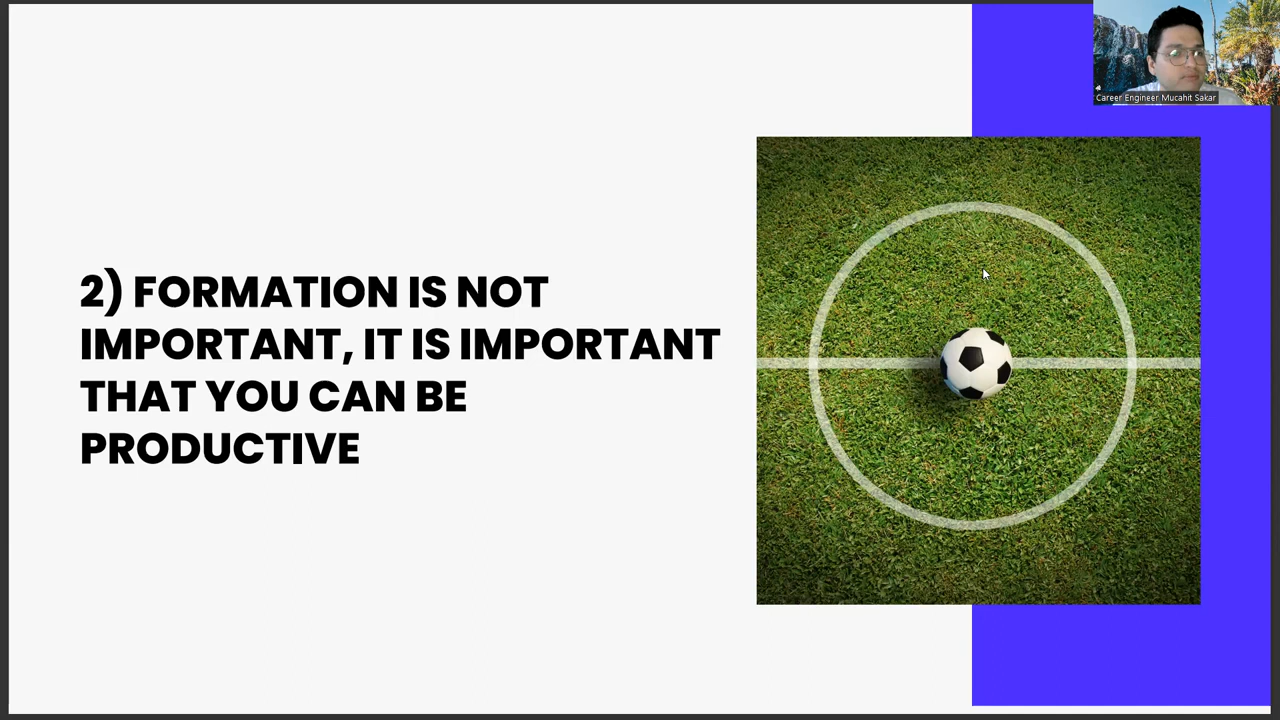 Career Engineer Mucahit Sakar
2) FORMATION IS NOT
IMPORTANT, IT IS IMPORTANT
THAT YOU CAN BE
PRODUCTIVE